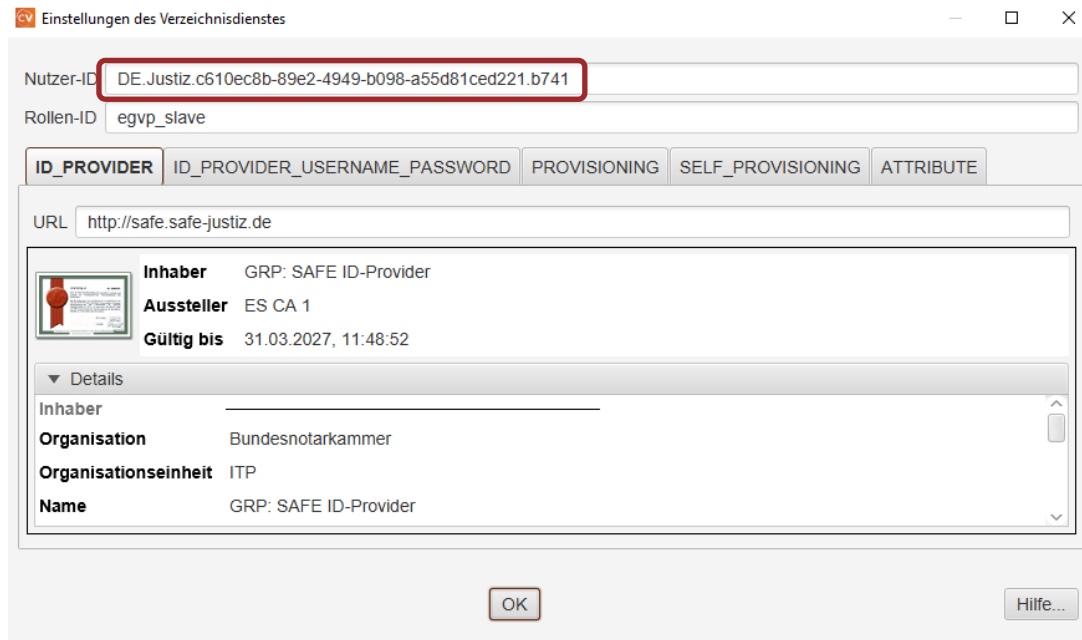 CV Einstellungen des Verzeichnisdienstes
Nutzer-ID DE.Justiz.c610ec8b-89e2-4949-b098-a55d81ced221.b741
Rollen-ID egvp_slave
ID_PROVIDER ID_PROVIDER_USERNAME_PASSWORD PROVISIONING SELF_PROVISIONING ATTRIBUTE
URL http://safe.safe-justiz.de
Inhaber GRP: SAFE ID-Provider
Aussteller ES CA 1
Gültig bis 31.03.2027, 11:48:52
Details
Inhaber
Organisation Bundesnotarkammer
Organisationseinheit ITP
Name GRP: SAFE ID-Provider
OK Hilfe...